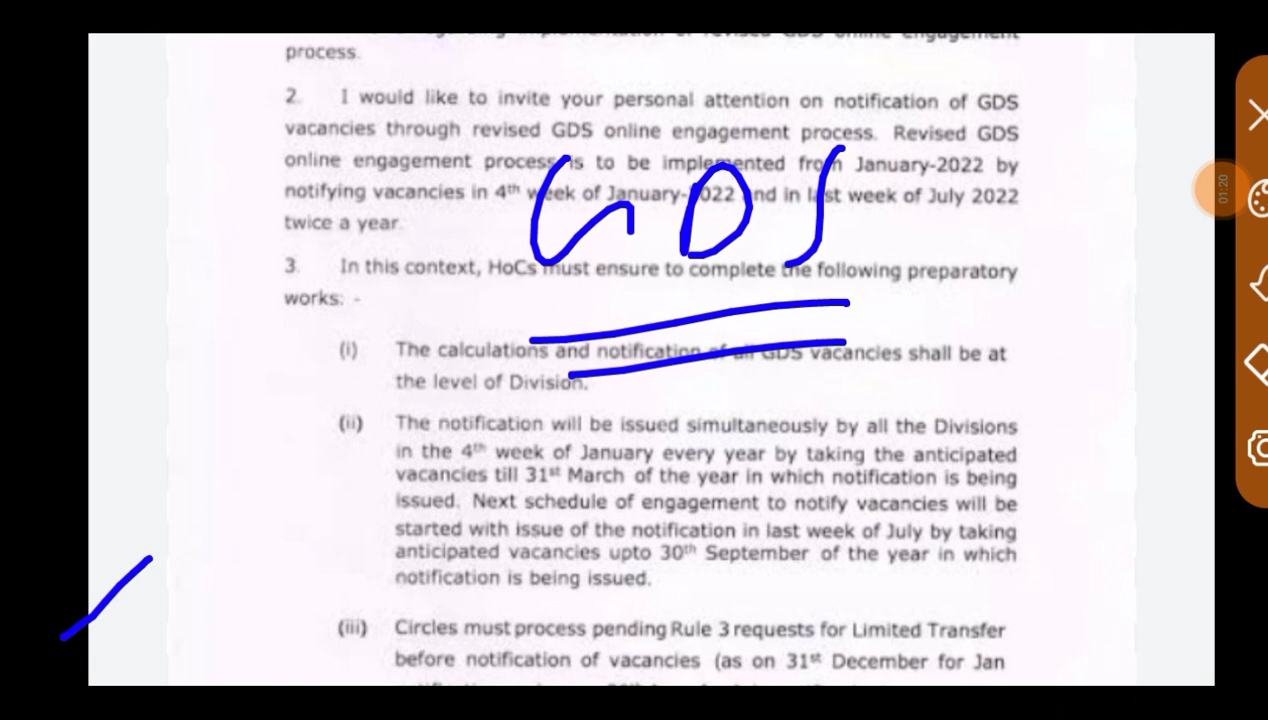 process.
2. I would like to invite your personal attention on notification of GDS
vacancies through revised GDS online engagement process. Revised GDS
online engagement process is to be implemented from January-2022 by
notifying vacancies in 4th week of January-2022 and in last week of July 2022
twice a year.
GDS
3. In this context, HoCs must ensure to complete the following preparatory
works: -
(i) The calculations and notification of all GDS vacancies shall be at
the level of Division.
(ii) The notification will be issued simultaneously by all the Divisions
in the 4th week of January every year by taking the anticipated
vacancies till 31st March of the year in which notification is being
issued. Next schedule of engagement to notify vacancies will be
started with issue of the notification in last week of July by taking
anticipated vacancies upto 30th September of the year in which
notification is being issued.
(iii) Circles must process pending Rule 3 requests for Limited Transfer
before notification of vacancies (as on 31st December for Jan
01:20